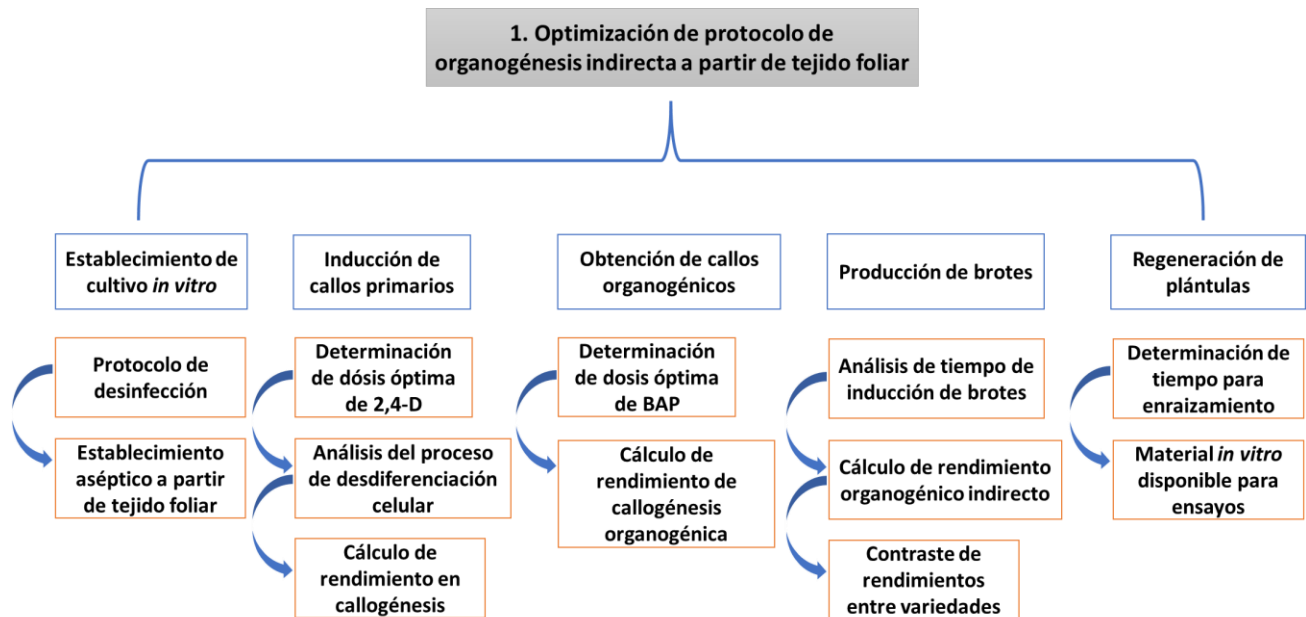 1. Optimización de protocolo de
organogénesis indirecta a partir de tejido foliar
Establecimiento de
cultivo in vitro
Protocolo de
desinfección
Establecimiento
aséptico a partir
de tejido foliar
Inducción de
callos primarios
Determinación
de dósis óptima
de 2,4-D
Análisis del proceso
de desdiferenciación
celular
Cálculo de
rendimiento en
callogénesis
Obtención de callos
organogénicos
Determinación
de dosis óptima
de BAP
Cálculo de
rendimiento de
callogénesis
organogénica
Producción de brotes
Análisis de tiempo de
inducción de brotes
Cálculo de rendimiento
organogénico indirecto
Contraste de
rendimientos
entre variedades
Regeneración de
plántulas
Determinación de
tiempo para
enraizamiento
Material in vitro
disponible para
ensayos